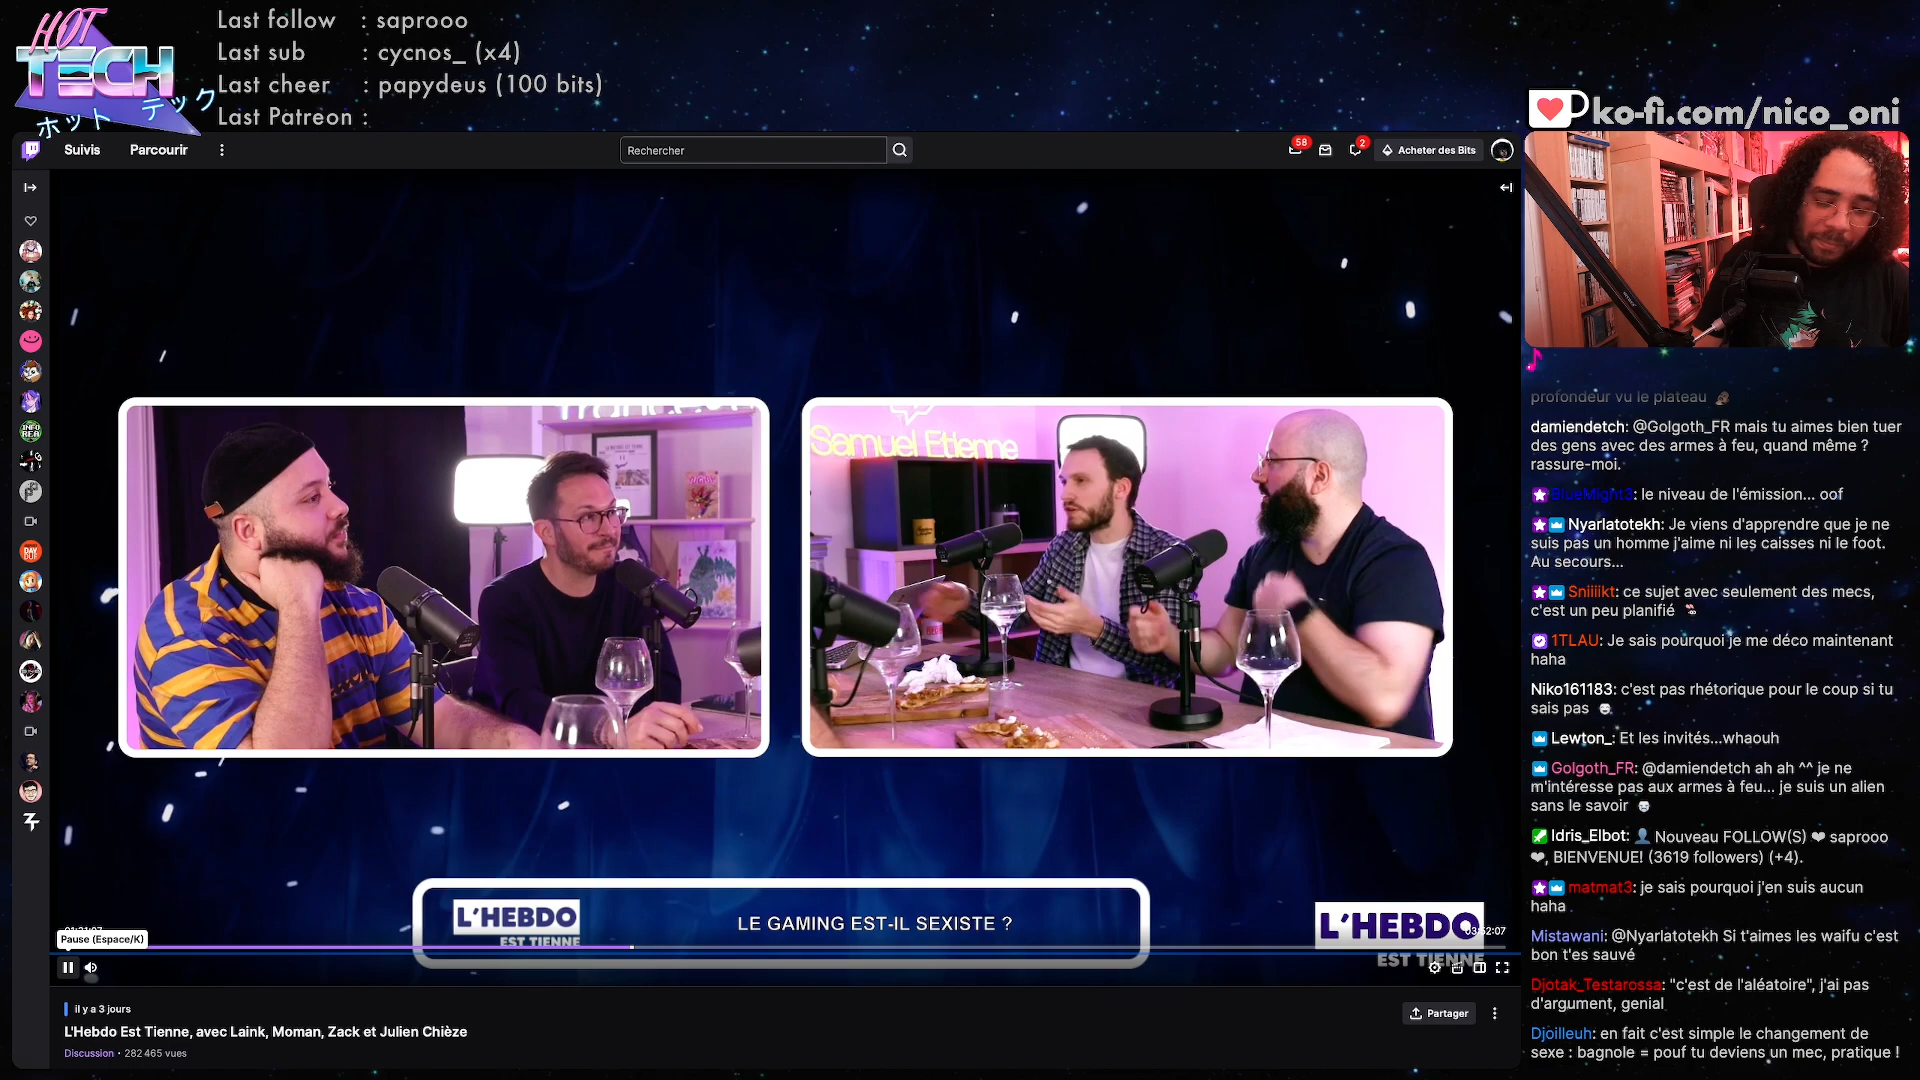 HOT
TECH
ホット テック
Last follow : saprooo
Last sub : cycnos_ (x4)
Last cheer : papydeus (100 bits)
Last Patreon :
ko-fi.com/nico_oni
Suivis
Parcourir
Rechercher
58
2
Acheter des Bits
INFO
REA
DAY
DUF
Samuel Etienne
L'HEBDO
EST TIENNE
LE GAMING EST-IL SEXISTE ?
L'HEBDO
EST TIENNE
Pause (Espace/K)
il y a 3 jours
L'Hebdo Est Tienne, avec Laink, Moman, Zack et Julien Chièze
Discussion • 282 465 vues
Partager
profondeur vu le plateau
damiendetch: @Golgoth_FR mais tu aimes bien tuer
des gens avec des armes à feu, quand même ?
rassure-moi.
BlueMight3: le niveau de l'émission... oof
Nyarlatotekh: Je viens d'apprendre que je ne
suis pas un homme j'aime ni les caisses ni le foot.
Au secours...
Sniiiikt: ce sujet avec seulement des mecs,
c'est un peu planifié
1TLAU: Je sais pourquoi je me déco maintenant
haha
Niko161183: c'est pas rhétorique pour le coup si tu
sais pas
Lewton_: Et les invités...whaouh
Golgoth_FR: @damiendetch ah ah ^^ je ne
m'intéresse pas aux armes à feu... je suis un alien
sans le savoir
Idris_Elbot: 👤 Nouveau FOLLOW(S) ❤ saprooo
❤, BIENVENUE! (3619 followers) (+4).
matmat3: je sais pourquoi j'en suis aucun
haha
Mistawani: @Nyarlatotekh Si t'aimes les waifu c'est
bon t'es sauvé
Djotak_Testarossa: "c'est de l'aléatoire", j'ai pas
d'argument, genial
Djoilleuh: en fait c'est simple le changement de
sexe : bagnole = pouf tu deviens un mec, pratique !